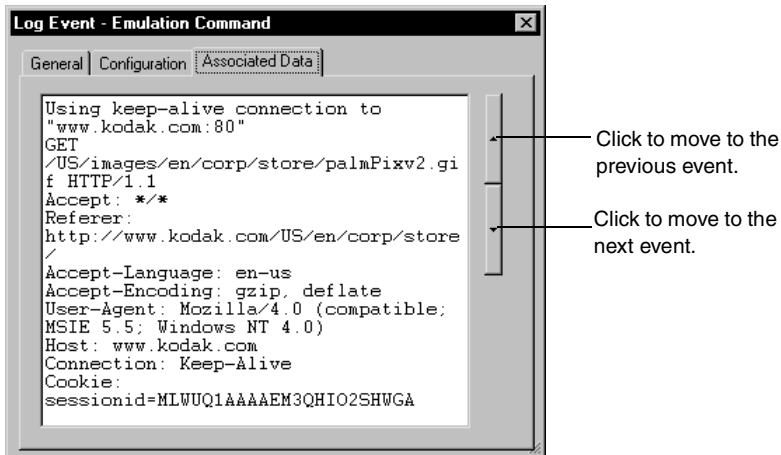 Log Event - Emulation Command
General Configuration Associated Data
Using keep-alive connection to
"www.kodak.com:80"
GET
/US/images/en/corp/store/palmPixv2.gi
f HTTP/1.1
Accept: */*
Referer:
http://www.kodak.com/US/en/corp/store
/
Accept-Language: en-us
Accept-Encoding: gzip, deflate
User-Agent: Mozilla/4.0 (compatible;
MSIE 5.5; Windows NT 4.0)
Host: www.kodak.com
Connection: Keep-Alive
Cookie:
sessionid=MLWUQ1AAAAEM3QHIO2SHWGA
Click to move to the
previous event.
Click to move to the
next event.